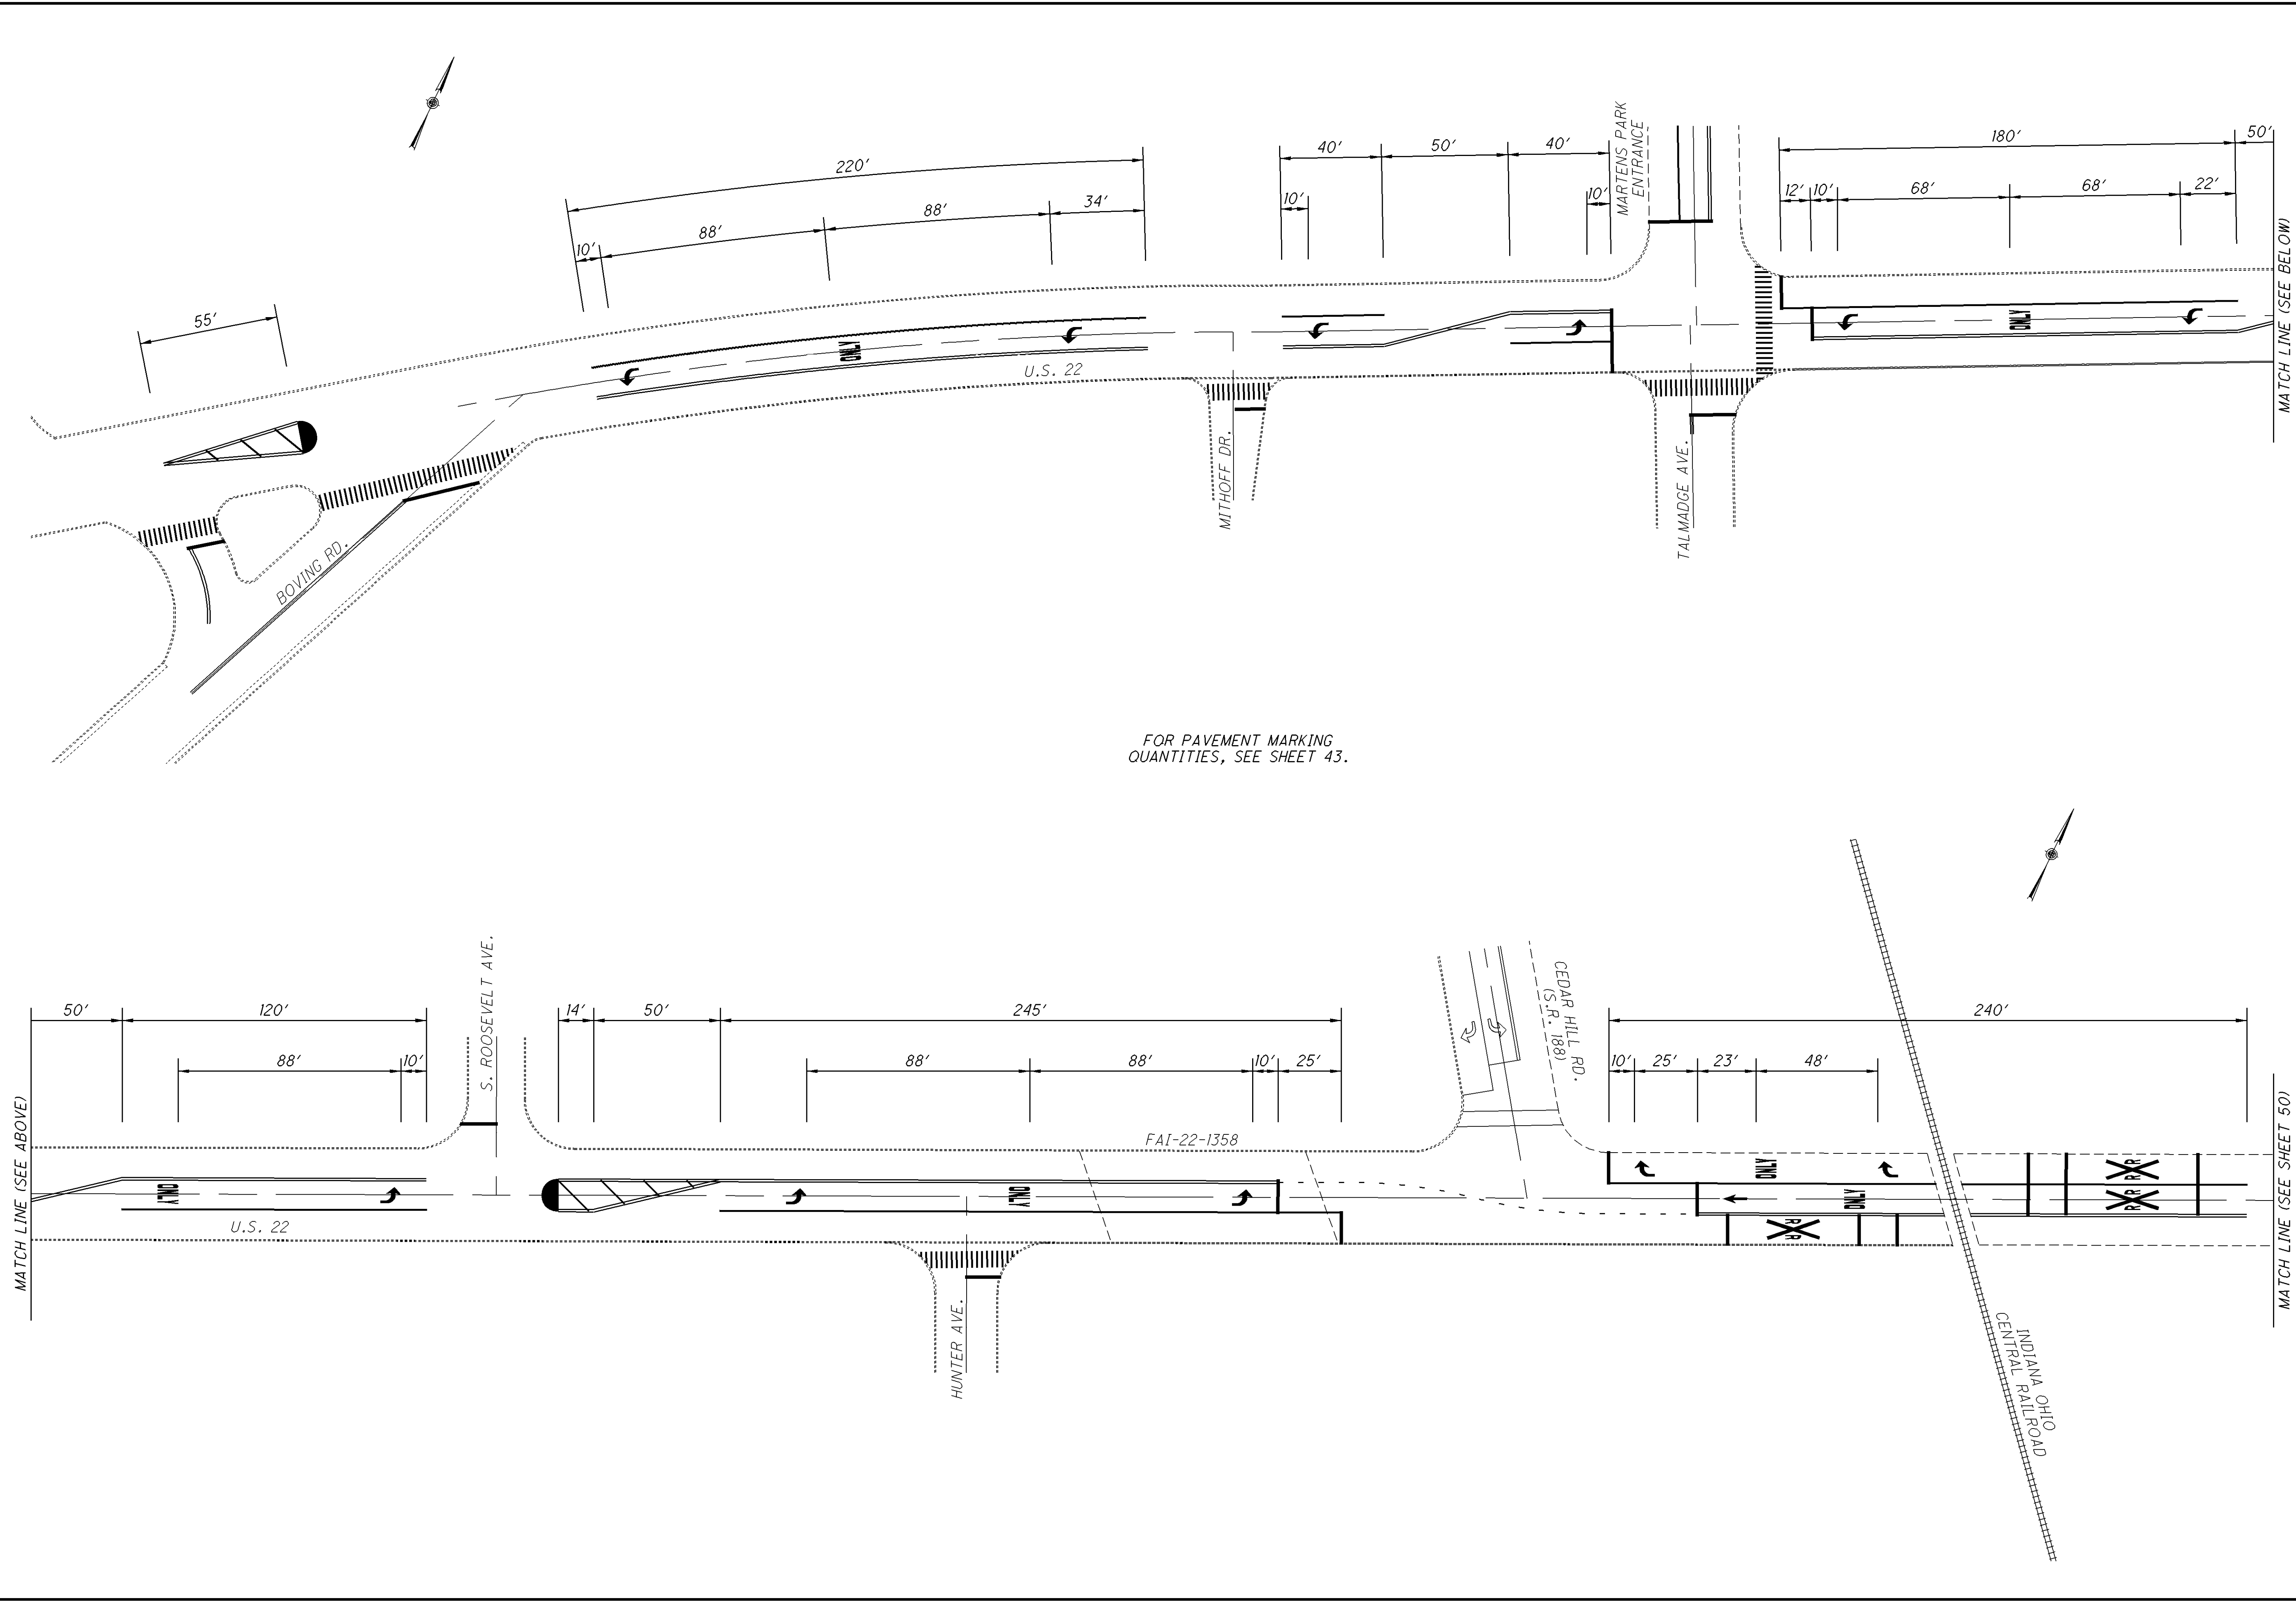 220'
88'
88'
34'
10'
55'
40'
50'
40'
10'
10'
MARTENS PARK
ENTRANCE
180'
50'
12'
10'
68'
68'
22'
MATCH LINE (SEE BELOW)
ONLY
ONLY
U.S. 22
BOVING RD.
MITHOFF DR.
TALMADGE AVE.
FOR PAVEMENT MARKING
QUANTITIES, SEE SHEET 43.
MATCH LINE (SEE ABOVE)
50'
120'
88'
10'
S. ROOSEVELT AVE.
14'
50'
245'
88'
88'
10'
25'
CEDAR HILL RD.
(S.R. 188)
240'
10'
25'
23'
48'
FAI-22-1358
ONLY
U.S. 22
ONLY
ONLY
ONLY
R R
R R
R R
HUNTER AVE.
INDIANA OHIO
CENTRAL RAILROAD
MATCH LINE (SEE SHEET 50)